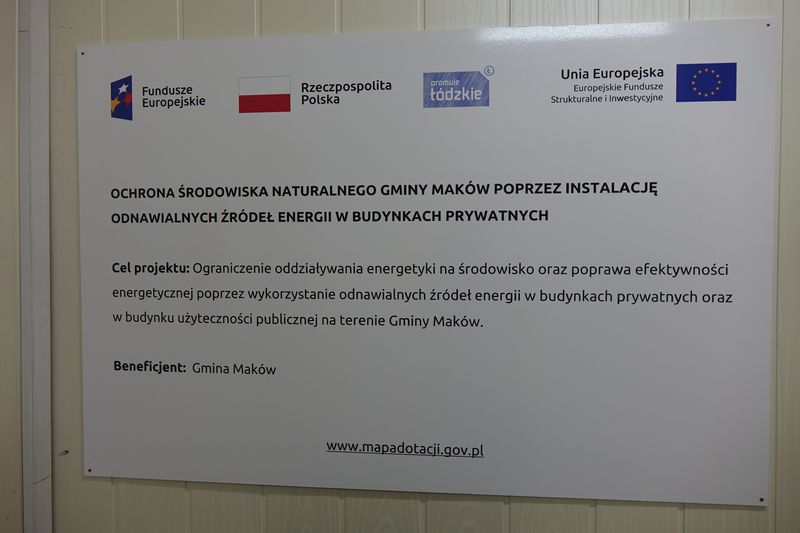 Fundusze
Europejskie
Rzeczpospolita
Polska
promuje
łódzkie
Ł
Unia Europejska
Europejskie Fundusze
Strukturalne i Inwestycyjne
OCHRONA ŚRODOWISKA NATURALNEGO GMINY MAKÓW POPRZEZ INSTALACJĘ
ODNAWIALNYCH ŹRÓDEŁ ENERGII W BUDYNKACH PRYWATNYCH
Cel projektu: Ograniczenie oddziaływania energetyki na środowisko oraz poprawa efektywności
energetycznej poprzez wykorzystanie odnawialnych źródeł energii w budynkach prywatnych oraz
w budynku użyteczności publicznej na terenie Gminy Maków.
Beneficjent: Gmina Maków
www.mapadotacji.gov.pl